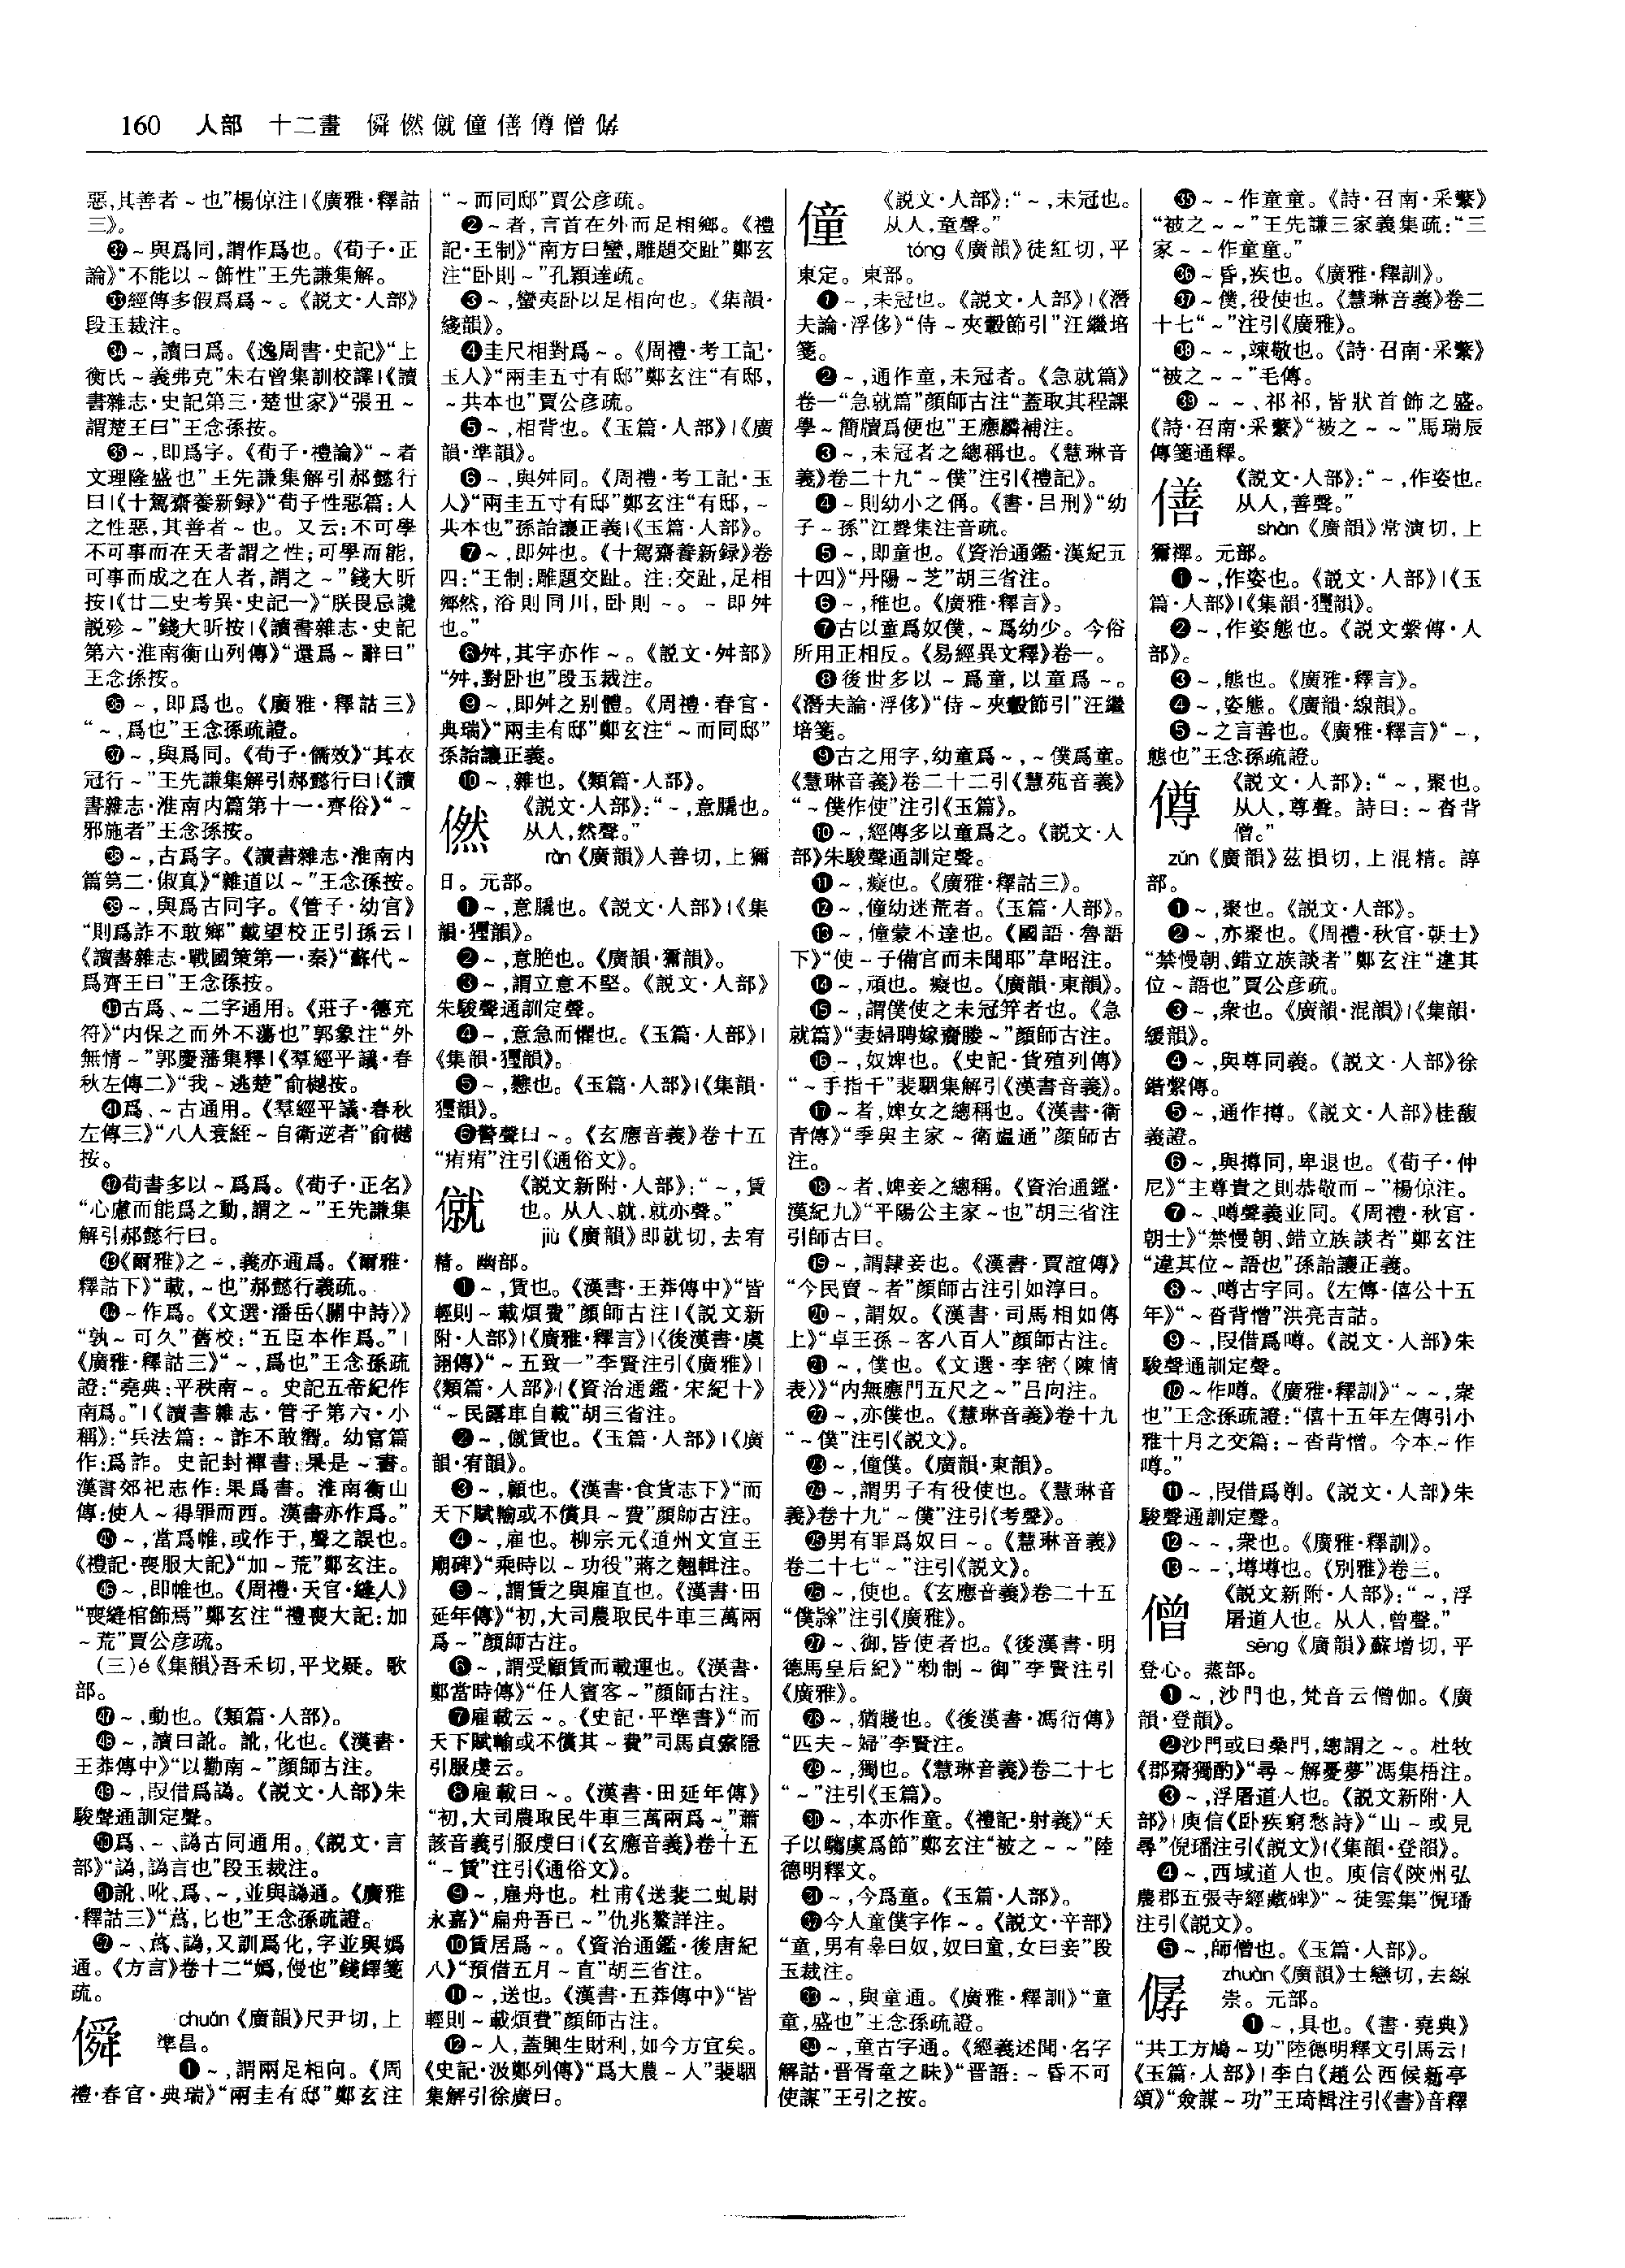 160 人部 十二畫 僢㒄僦僮僐僔僧僝
惡,其善者~也”楊倞注|《廣雅·釋詁
三》。
㉜~與爲同,謂作爲也。《荀子·正
論》“不能以~飾性”王先謙集解。
㉝經傳多假爲爲~。《説文·人部》
段玉裁注。
㉞~,讀曰爲。《逸周書·史記》“上
衡氏~義弗克”朱右曾集訓校譯|《讀
書雜志·史記第三·楚世家》“張丑~
謂楚王曰”王念孫按。
㉟~,即爲字。《荀子·禮論》“~者
文理隆盛也”王先謙集解引郝懿行
曰|《十駕齋養新録》“荀子性惡篇:人
之性惡,其善者~也。又云:不可學
不可事而在天者謂之性;可學而能,
可事而成之在人者,謂之~”錢大昕
按|《廿二史考異·史記一》“朕畏忌讒
説殄~”錢大昕按|《讀書雜志·史記
第六·淮南衡山列傳》“還爲~辭曰”
王念孫按。
㊱~,即爲也。《廣雅·釋詁三》
“~,爲也”王念孫疏證。
㊲~,與爲同。《荀子·儒效》“其衣
冠行~”王先謙集解引郝懿行曰|《讀
書雜志·淮南内篇第十一·齊俗》“~
邪施者”王念孫按。
㊳~,古爲字。《讀書雜志·淮南内
篇第二·俶真》“雜道以~”王念孫按。
㊴~,與爲古同字。《管子·幼官》
“則爲詐不敢鄉”戴望校正引孫云|
《讀書雜志·戰國策第一·秦》“蘇代~
爲齊王曰”王念孫按。
㊵古爲、~二字通用。《莊子·德充
符》“内保之而外不蕩也”郭象注“外
無情~”郭慶藩集釋|《羣經平議·春
秋左傳二》“我~逃楚”俞樾按。
㊶爲、~古通用。《羣經平議·春秋
左傳三》“八人衰絰~自衛逆者”俞樾
按。
㊷荀書多以~爲爲。《荀子·正名》
“心慮而能爲之動,謂之~”王先謙集
解引郝懿行曰。
㊸《爾雅》之~,義亦通爲。《爾雅·
釋詁下》“載,~也”郝懿行義疏。
㊹~作爲。《文選·潘岳〈關中詩〉》
“孰~可久”舊校:“五臣本作爲。”|
《廣雅·釋詁三》“~,爲也”王念孫疏
證:“堯典:平秩南~。史記五帝紀作
南爲。”|《讀書雜志·管子第六·小
稱》:“兵法篇:~詐不敢嚮。幼官篇
作:爲詐。史記封禪書:果是~書。
漢書郊祀志作:果爲書。淮南衡山
傳:使人~得罪而西。漢書亦作爲。”
㊺~,當爲帷,或作于,聲之誤也。
《禮記·喪服大記》“加~荒”鄭玄注。
㊻~,即帷也。《周禮·天官·縫人》
“喪縫棺飾焉”鄭玄注“禮喪大記:加
~荒”賈公彦疏。
(三)é《集韻》吾禾切,平戈疑。歌
部。
㊼~,動也。《類篇·人部》。
㊽~,讀曰訛。訛,化也。《漢書·
王莽傳中》“以勸南~”顔師古注。
㊾~,叚借爲譌。《説文·人部》朱
駿聲通訓定聲。
㊿爲、~、譌古同通用。《説文·言
部》“譌,譌言也”段玉裁注。
51訛、吪、爲、~,並與譌通。《廣雅
·釋詁三》“蔿,匕也”王念孫疏證。
52~、蔿、譌,又訓爲化,字並與嬀
通。《方言》卷十二“嬀,傁也”錢繹箋
疏。
僢 chuǎn《廣韻》尺尹切,上
準昌。
❶~,謂兩足相向。《周
禮·春官·典瑞》“兩圭有邸”鄭玄注
“~而同邸”賈公彦疏。
❷~者,言首在外而足相鄉。《禮
記·王制》“南方曰蠻,雕題交趾”鄭玄
注“卧則~”孔穎達疏。
❸~,蠻夷卧以足相向也。《集韻·
綫韻》。
❹圭尺相對爲~。《周禮·考工記·
玉人》“兩圭五寸有邸”鄭玄注“有邸,
~共本也”賈公彦疏。
❺~,相背也。《玉篇·人部》|《廣
韻·準韻》。
❻~,與舛同。《周禮·考工記·玉
人》“兩圭五寸有邸”鄭玄注“有邸,~
共本也”孫詒讓正義|《玉篇·人部》。
❼~,即舛也。《十駕齋養新録》卷
四:“王制:雕題交趾。注:交趾,足相
鄉然,浴則同川,卧則~。~即舛
也。”
❽舛,其字亦作~。《説文·舛部》
“舛,對卧也”段玉裁注。
❾~,即舛之别體。《周禮·春官·
典瑞》“兩圭有邸”鄭玄注“~而同邸”
孫詒讓正義。
❿~,雜也。《類篇·人部》。
㒄 《説文·人部》:“~,意膬也。
从人,然聲。”
rǎn《廣韻》人善切,上獮
日。元部。
❶~,意膬也。《説文·人部》|《集
韻·玃韻》。
❷~,意脃也。《廣韻·獮韻》。
❸~,謂立意不堅。《説文·人部》
朱駿聲通訓定聲。
❹~,意急而懼也。《玉篇·人部》|
《集韻·玃韻》。
❺~,戁也。《玉篇·人部》|《集韻·
玃韻》。
❻警聲曰~。《玄應音義》卷十五
“痏痏”注引《通俗文》。
僦 《説文新附·人部》:“~,賃
也。从人、就,就亦聲。”
jiù《廣韻》即就切,去宥
精。幽部。
❶~,賃也。《漢書·王莽傳中》“皆
輕則~載煩費”顔師古注|《説文新
附·人部》|《廣雅·釋言》|《後漢書·虞
詡傳》“~五致一”李賢注引《廣雅》|
《類篇·人部》|《資治通鑑·宋紀十》
“~民露車自載”胡三省注。
❷~,僦賃也。《玉篇·人部》|《廣
韻·宥韻》。
❸~,顧也。《漢書·食貨志下》“而
天下賦輸或不償具~費”顔師古注。
❹~,雇也。柳宗元《道州文宣王
廟碑》“乘時以~功役”蔣之翹輯注。
❺~,謂賃之與雇直也。《漢書·田
延年傳》“初,大司農取民牛車三萬兩
爲~”顔師古注。
❻~,謂受顧賃而載運也。《漢書·
鄭當時傳》“任人賓客~”顔師古注。
❼雇載云~。《史記·平準書》“而
天下賦輸或不償其~費”司馬貞索隱
引服虔云。
❽雇載曰~。《漢書·田延年傳》
“初,大司農取民牛車三萬兩爲~”蕭
該音義引服虔曰|《玄應音義》卷十五
“~賃”注引《通俗文》。
❾~,雇舟也。杜甫《送裴二虬尉
永嘉》“扁舟吾已~”仇兆鰲詳注。
❿賃居爲~。《資治通鑑·後唐紀
八》“預借五月~直”胡三省注。
⓫~,送也。《漢書·王莽傳中》“皆
輕則~載煩費”顔師古注。
⓬~人,蓋興生財利,如今方宜矣。
《史記·汲鄭列傳》“爲大農~人”裴駰
集解引徐廣曰。
僮 《説文·人部》:“~,未冠也。
从人,童聲。”
tóng《廣韻》徒紅切,平
東定。東部。
❶~,未冠也。《説文·人部》|《潛
夫論·浮侈》“侍~夾轂節引”汪繼培
箋。
❷~,通作童,未冠者。《急就篇》
卷一“急就篇”顔師古注“蓋取其程課
學~簡牘爲便也”王應麟補注。
❸~,未冠者之總稱也。《慧琳音
義》卷二十九“~僕”注引《禮記》。
❹~則幼小之偁。《書·吕刑》“幼
子~孫”江聲集注音疏。
❺~,即童也。《資治通鑑·漢紀五
十四》“丹陽~芝”胡三省注。
❻~,稚也。《廣雅·釋言》。
❼古以童爲奴僕,~爲幼少。今俗
所用正相反。《易經異文釋》卷一。
❽後世多以~爲童,以童爲~。
《潛夫論·浮侈》“侍~夾轂節引”汪繼
培箋。
❾古之用字,幼童爲~,~僕爲童。
《慧琳音義》卷二十二引《慧苑音義》
“~僕作使”注引《玉篇》。
❿~,經傳多以童爲之。《説文·人
部》朱駿聲通訓定聲。
⓫~,癡也。《廣雅·釋詁三》。
⓬~,僮幼迷荒者。《玉篇·人部》。
⓭~,僮蒙不達也。《國語·魯語
下》“使~子備官而未聞耶”韋昭注。
⓮~,頑也。癡也。《廣韻·東韻》。
⓯~,謂僕使之未冠笄者也。《急
就篇》“妻婦聘嫁齎媵~”顔師古注。
⓰~,奴婢也。《史記·貨殖列傳》
“~手指千”裴駰集解引《漢書音義》。
⓱~者,婢女之總稱也。《漢書·衛
青傳》“季與主家~衛媪通”顔師古
注。
⓲~者,婢妾之總稱。《資治通鑑·
漢紀九》“平陽公主家~也”胡三省注
引師古曰。
⓳~,謂隸妾也。《漢書·賈誼傳》
“今民賣~者”顔師古注引如淳曰。
⓴~,謂奴。《漢書·司馬相如傳
上》“卓王孫~客八百人”顔師古注。
㉑~,僕也。《文選·李密〈陳情
表〉》“内無應門五尺之~”吕向注。
㉒~,亦僕也。《慧琳音義》卷十九
“~僕”注引《説文》。
㉓~,僮僕。《廣韻·東韻》。
㉔~,謂男子有役使也。《慧琳音
義》卷十九“~僕”注引《考聲》。
㉕男有罪爲奴曰~。《慧琳音義》
卷二十七“~”注引《説文》。
㉖~,使也。《玄應音義》卷二十五
“僕隸”注引《廣雅》。
㉗~、御,皆使者也。《後漢書·明
德馬皇后紀》“勑制~御”李賢注引
《廣雅》。
㉘~,猶賤也。《後漢書·馮衍傳》
“匹夫~婦”李賢注。
㉙~,獨也。《慧琳音義》卷二十七
“~”注引《玉篇》。
㉚~,本亦作童。《禮記·射義》“天
子以騶虞爲節”鄭玄注“被之~~”陸
德明釋文。
㉛~,今爲童。《玉篇·人部》。
㉜今人童僕字作~。《説文·䇂部》
“童,男有辠曰奴,奴曰童,女曰妾”段
玉裁注。
㉝~,與童通。《廣雅·釋訓》“童
童,盛也”王念孫疏證。
㉞~,童古字通。《經義述聞·名字
解詁·晋胥童之昧》“晋語:~昏不可
使謀”王引之按。
㉟~~作童童。《詩·召南·采蘩》
“被之~~”王先謙三家義集疏:“三
家~~作童童。”
㊱~昏,疾也。《廣雅·釋訓》。
㊲~僕,役使也。《慧琳音義》卷二
十七“~”注引《廣雅》。
㊳~~,竦敬也。《詩·召南·采蘩》
“被之~~”毛傳。
㊴~~、祁祁,皆狀首飾之盛。
《詩·召南·采蘩》“被之~~”馬瑞辰
傳箋通釋。
僐 《説文·人部》:“~,作姿也。
从人,善聲。”
shàn《廣韻》常演切,上
獮禪。元部。
❶~,作姿也。《説文·人部》|《玉
篇·人部》|《集韻·玃韻》。
❷~,作姿態也。《説文繫傳·人
部》。
❸~,態也。《廣雅·釋言》。
❹~,姿態。《廣韻·線韻》。
❺~之言善也。《廣雅·釋言》“~,
態也”王念孫疏證。
僔 《説文·人部》:“~,聚也。
从人,尊聲。詩曰:~沓背
僧。”
zǔn《廣韻》茲損切,上混精。諄
部。
❶~,聚也。《説文·人部》。
❷~,亦聚也。《周禮·秋官·朝士》
“禁慢朝、錯立族談者”鄭玄注“違其
位~語也”賈公彦疏。
❸~,衆也。《廣韻·混韻》|《集韻·
緩韻》。
❹~,與尊同義。《説文·人部》徐
鍇繫傳。
❺~,通作撙。《説文·人部》桂馥
義證。
❻~,與撙同,卑退也。《荀子·仲
尼》“主尊貴之則恭敬而~”楊倞注。
❼~、噂聲義並同。《周禮·秋官·
朝士》“禁慢朝、錯立族談者”鄭玄注
“違其位~語也”孫詒讓正義。
❽~、噂古字同。《左傳·僖公十五
年》“~沓背憎”洪亮吉詁。
❾~,叚借爲噂。《説文·人部》朱
駿聲通訓定聲。
❿~作噂。《廣雅·釋訓》“~~,衆
也”王念孫疏證:“僖十五年左傳引小
雅十月之交篇:~沓背憎。今本~作
噂。”
⓫~,叚借爲剸。《説文·人部》朱
駿聲通訓定聲。
⓬~~,衆也。《廣雅·釋訓》。
⓭~~,墫墫也。《别雅》卷三。
僧 《説文新附·人部》:“~,浮
屠道人也。从人,曾聲。”
sēng《廣韻》蘇增切,平
登心。蒸部。
❶~,沙門也,梵音云僧伽。《廣
韻·登韻》。
❷沙門或曰桑門,總謂之~。杜牧
《郡齋獨酌》“尋~解憂夢”馮集梧注。
❸~,浮屠道人也。《説文新附·人
部》|庾信《卧疾窮愁詩》“山~或見
尋”倪璠注引《説文》|《集韻·登韻》。
❹~,西域道人也。庾信《陝州弘
農郡五張寺經藏碑》“~徒雲集”倪璠
注引《説文》。
❺~,師僧也。《玉篇·人部》。
僝 zhuàn《廣韻》士戀切,去線
崇。元部。
❶~,具也。《書·堯典》
“共工方鳩~功”陸德明釋文引馬云|
《玉篇·人部》|李白《趙公西候新亭
頌》“僉謀~功”王琦輯注引《書》音釋